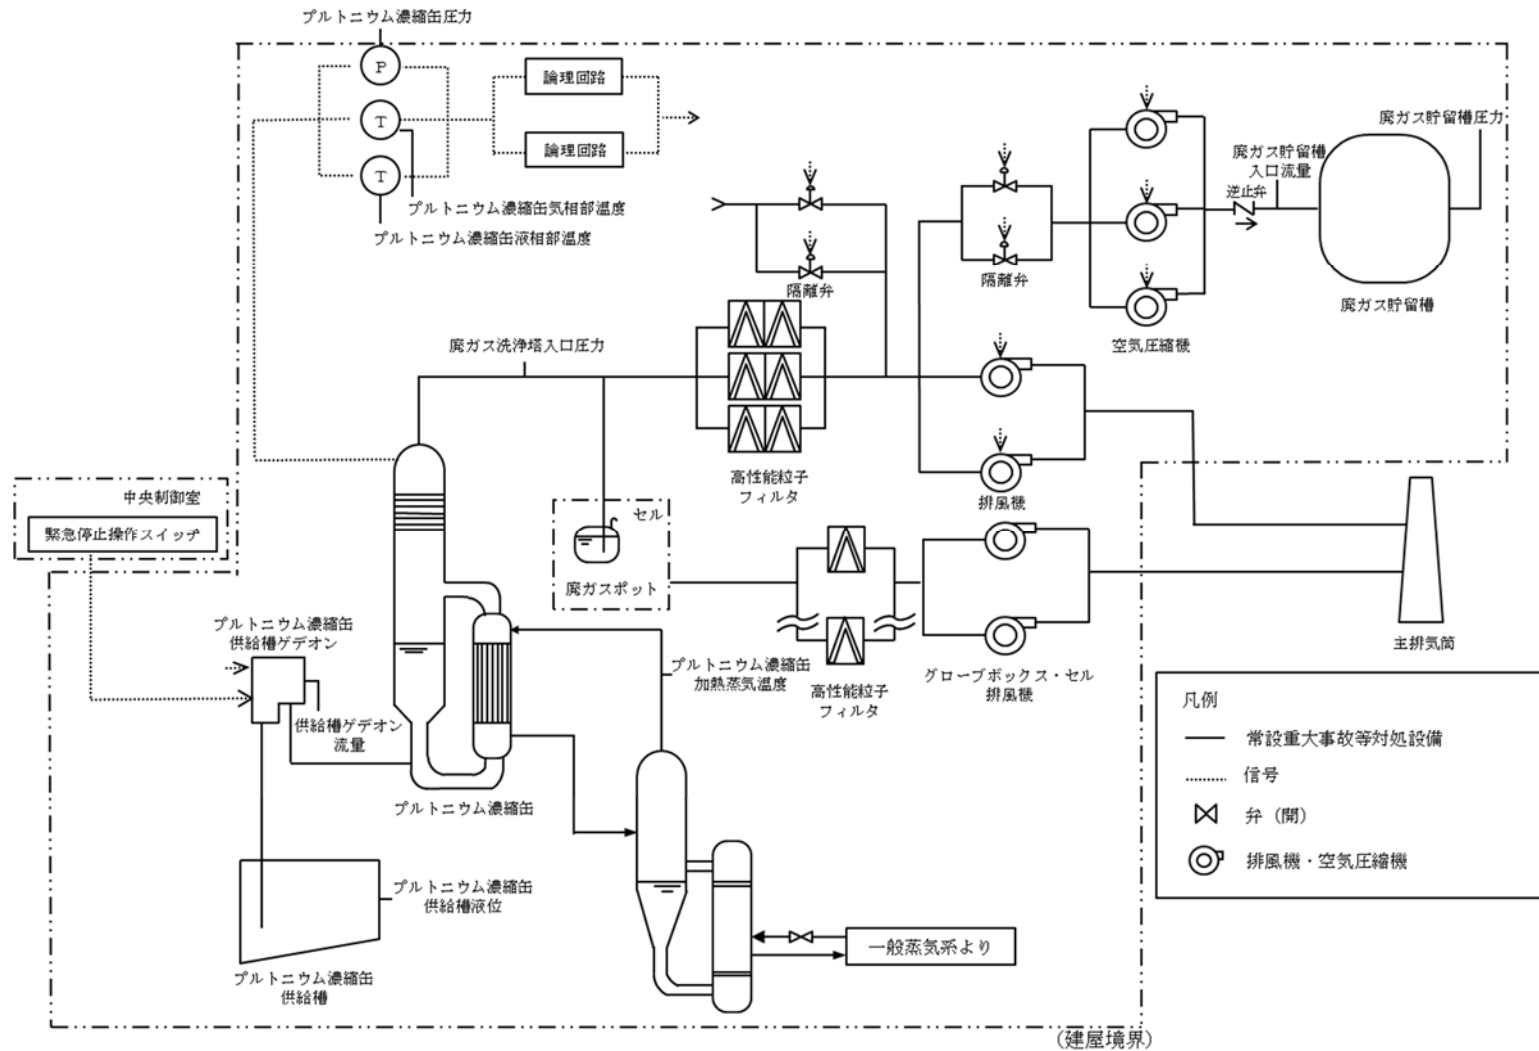 プルトニウム濃縮缶圧力
P
論理回路
T
論理回路
T
プルトニウム濃縮缶気相部温度
プルトニウム濃縮缶液相部温度
隔離弁
隔離弁
空気圧縮機
逆止弁
廃ガス貯留槽
入口流量
廃ガス貯留槽圧力
廃ガス貯留槽
廃ガス洗浄塔入口圧力
高性能粒子
フィルタ
排風機
中央制御室
緊急停止操作スイッチ
セル
廃ガスポット
高性能粒子
フィルタ
グローブボックス・セル
排風機
主排気筒
プルトニウム濃縮缶
供給槽ゲデオン
供給槽ゲデオン
流量
プルトニウム濃縮缶
プルトニウム濃縮缶
加熱蒸気温度
プルトニウム濃縮缶
供給槽液位
プルトニウム濃縮缶
供給槽
一般蒸気系より
凡例
常設重大事故等対処設備
信号
弁（開）
排風機・空気圧縮機
（建屋境界）